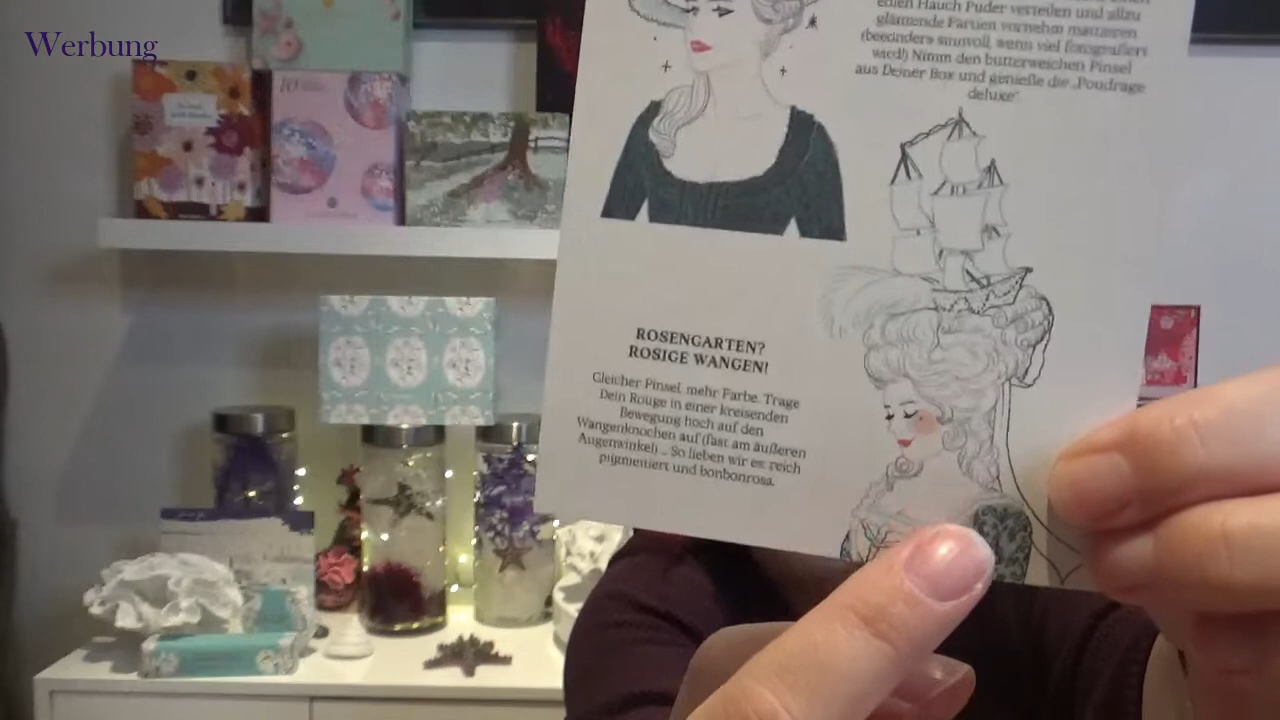 Werbung
edlen Hauch Puder verteilen und allzu
glänzende Partien vornehm mattieren
(besonders sinnvoll, wenn viel fotografiert
wird!) Nimm den butterweichen Pinsel
aus Deiner Box und genieße die „Poudrage
deluxe“.
ROSENGARTEN?
ROSIGE WANGEN!
Gleicher Pinsel, mehr Farbe. Trage
Dein Rouge in einer kreisenden
Bewegung hoch auf den
Wangenknochen auf (fast am äußeren
Augenwinkel) ... So lieben wir es: reich
pigmentiert und bonbonrosa.